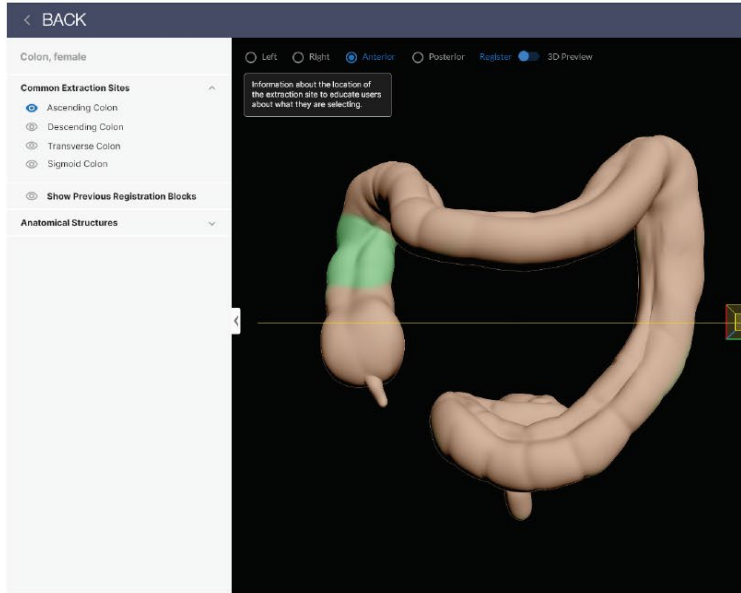 BACK
Colon, female
Left Right Anterior Posterior Register 3D Preview
Information about the location of
the extraction site to educate users
about what they are selecting.
Common Extraction Sites
Ascending Colon
Descending Colon
Transverse Colon
Sigmoid Colon
Show Previous Registration Blocks
Anatomical Structures